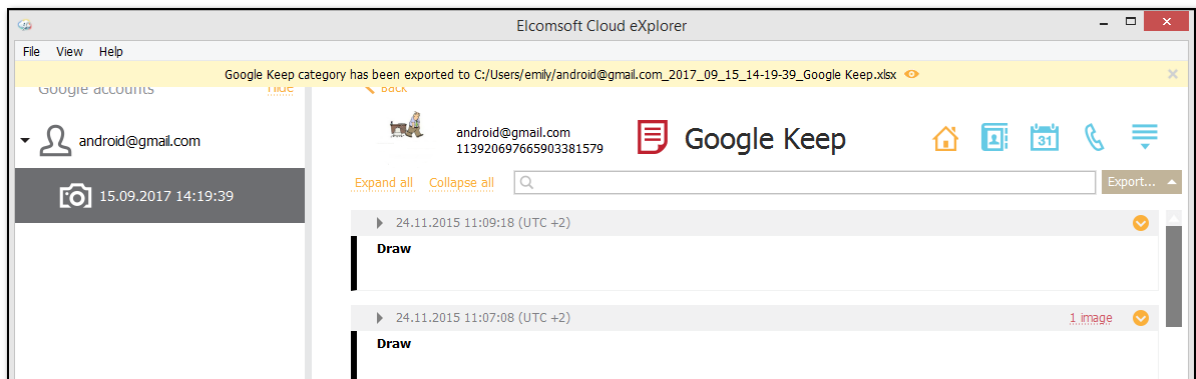 Elcomsoft Cloud eXplorer
File View Help
Google Keep category has been exported to C:/Users/emily/android@gmail.com_2017_09_15_14-19-39_Google Keep.xlsx
Google accounts Hide
Back
android@gmail.com
android@gmail.com
113920697665903381579
Google Keep
31
15.09.2017 14:19:39
Expand all Collapse all
Export...
24.11.2015 11:09:18 (UTC +2)
Draw
24.11.2015 11:07:08 (UTC +2) 1 image
Draw